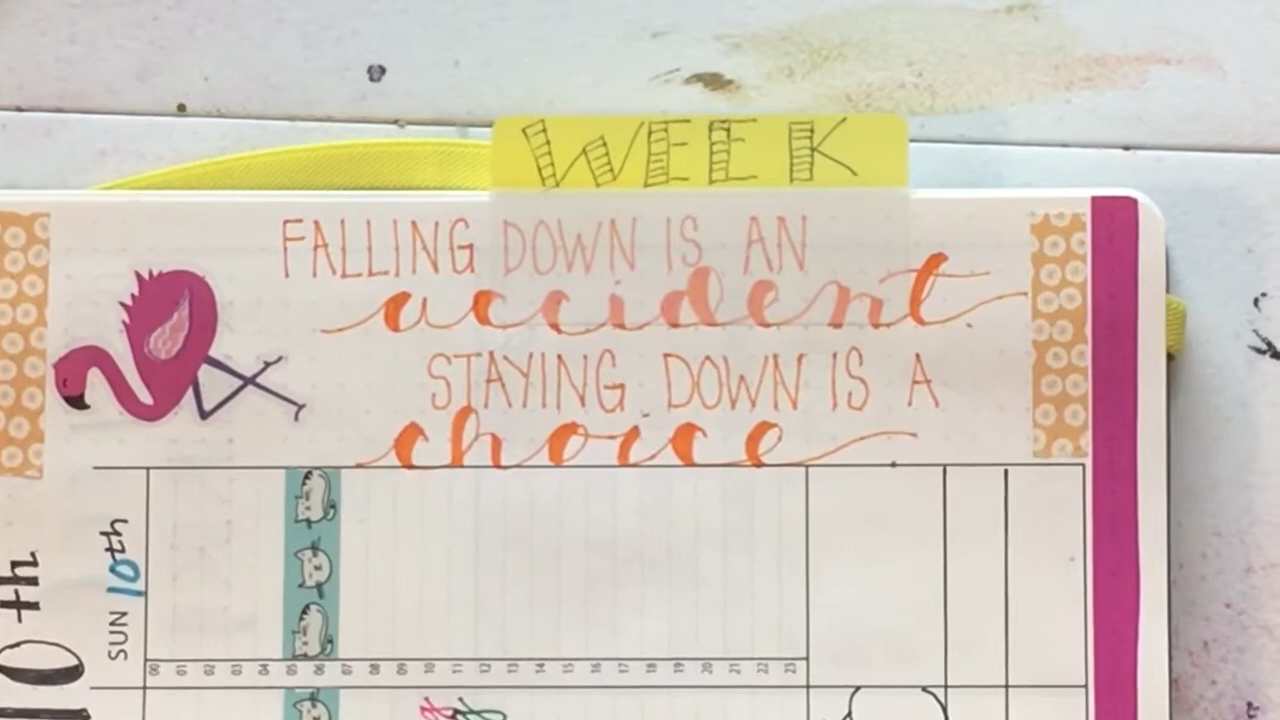 WEEK
FALLING DOWN IS AN
accident.
STAYING DOWN IS A
choice
SUN 10th
10th
00 01 02 03 04 05 06 07 08 09 10 11 12 13 14 15 16 17 18 19 20 21 22 23